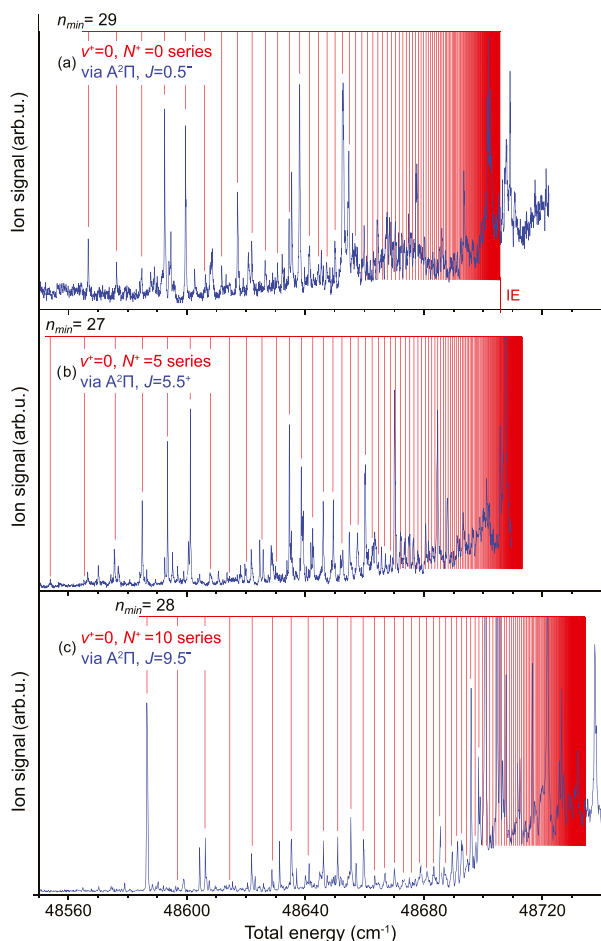 n_min= 29
(a)
v⁺=0, N⁺=0 series
via A²Π, J=0.5⁻
Ion signal (arb.u.)
IE
n_min= 27
(b)
v⁺=0, N⁺=5 series
via A²Π, J=5.5⁺
Ion signal (arb.u.)
n_min= 28
(c)
v⁺=0, N⁺=10 series
via A²Π, J=9.5⁻
Ion signal (arb.u.)
48560 48600 48640 48680 48720
Total energy (cm⁻¹)